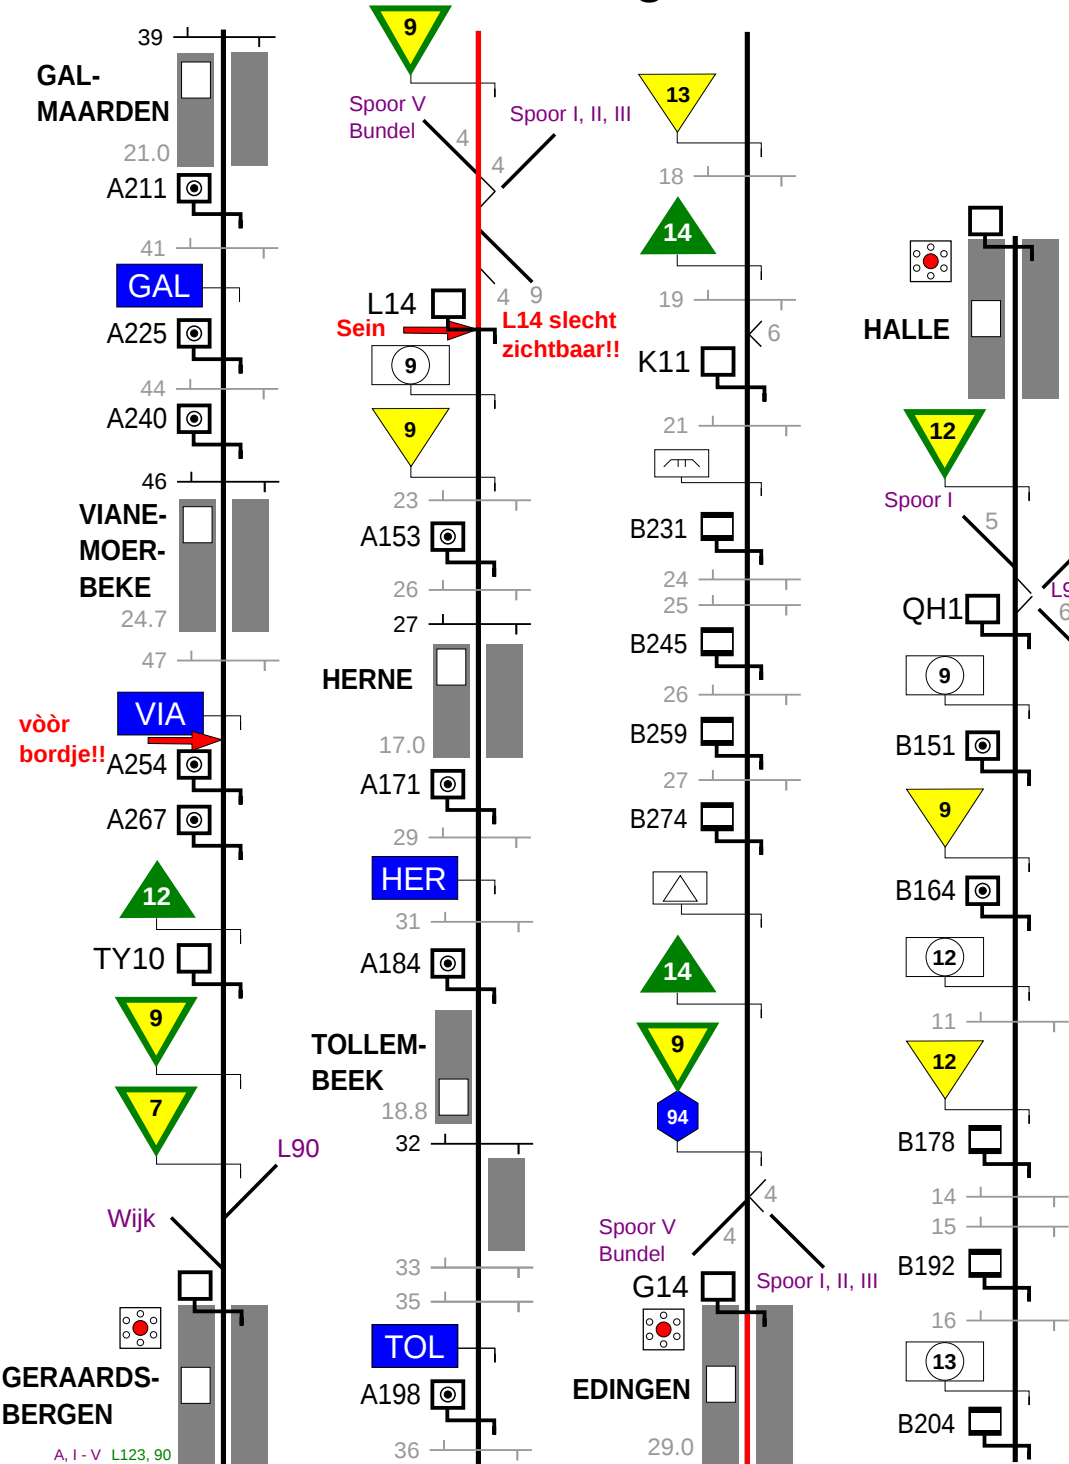 39
GAL-
MAARDEN
21.0
A211
41
GAL
A225
44
A240
46
VIANE-
MOER-
BEKE
24.7
47
VIA
vòòr
bordje!!
A254
A267
12
TY10
9
7
L90
Wijk
GERAARDS-
BERGEN
A, I - V L123, 90
9
Spoor V
Bundel
Spoor I, II, III
4
4
4
9
L14
Sein
L14 slecht
zichtbaar!!
9
9
23
A153
26
27
HERNE
17.0
A171
29
HER
31
A184
TOLLEM-
BEEK
18.8
32
33
35
TOL
A198
36
13
18
14
19
6
K11
21
B231
24
25
B245
26
B259
27
B274
14
9
94
4
Spoor V
Bundel
4
Spoor I, II, III
G14
EDINGEN
29.0
HALLE
12
Spoor I
5
L9
6
QH1
9
B151
9
B164
12
11
12
B178
14
15
B192
16
13
B204